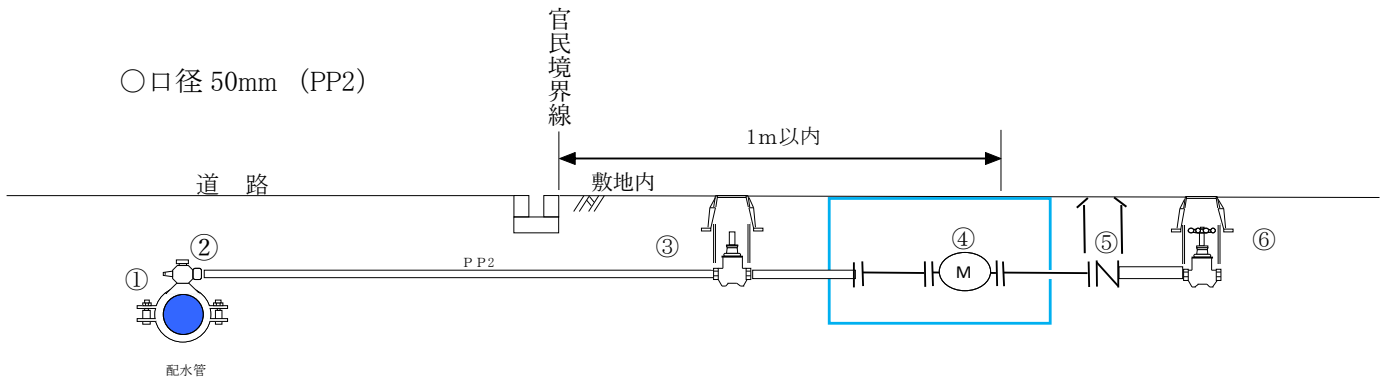 ○口径 50mm (PP2)
官民境界線
1m以内
道 路
敷地内
①
②
PP2
③
④
M
⑤
⑥
配水管